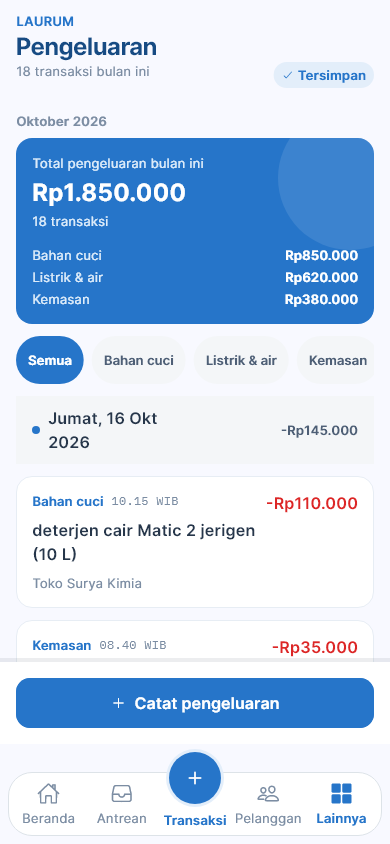 LAURUM
Pengeluaran
18 transaksi bulan ini
Tersimpan
Oktober 2026
Total pengeluaran bulan ini
Rp1.850.000
18 transaksi
Bahan cuci Rp850.000
Listrik & air Rp620.000
Kemasan Rp380.000
Semua Bahan cuci Listrik & air Kemasan
Jumat, 16 Okt
2026
-Rp145.000
Bahan cuci 10.15 WIB -Rp110.000
deterjen cair Matic 2 jerigen
(10 L)
Toko Surya Kimia
Kemasan 08.40 WIB -Rp35.000
+ Catat pengeluaran
+
Beranda Antrean Transaksi Pelanggan Lainnya